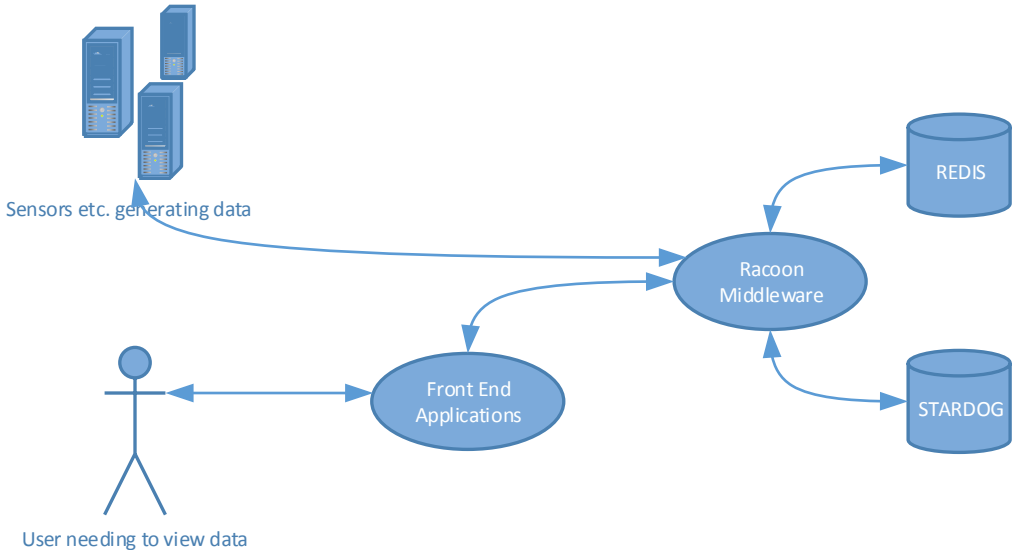 Sensors etc. generating data
REDIS
Racoon
Middleware
Front End
Applications
STARDOG
User needing to view data